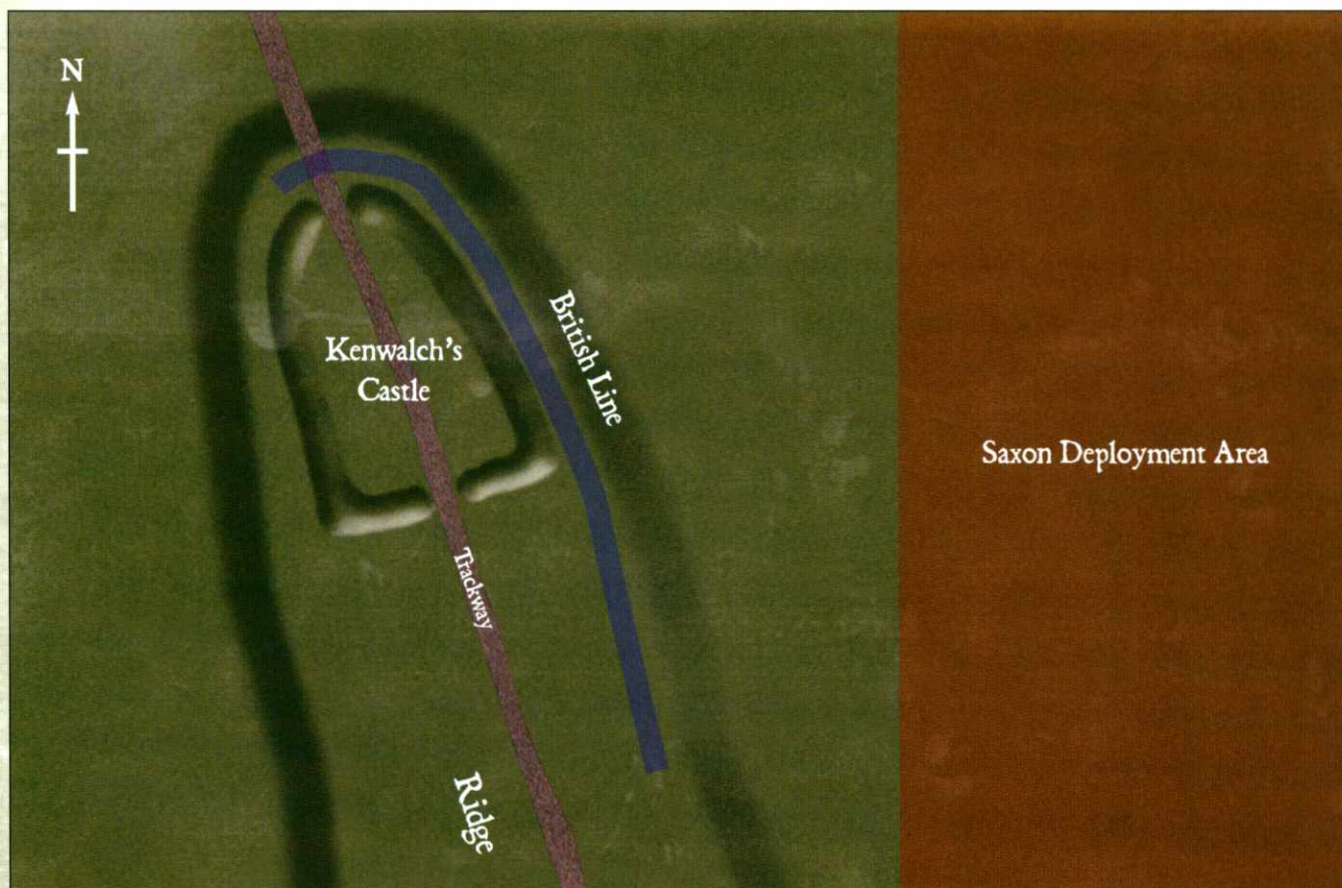 N
Kenwalch's
Castle
British Line
Saxon Deployment Area
Trackway
Ridge